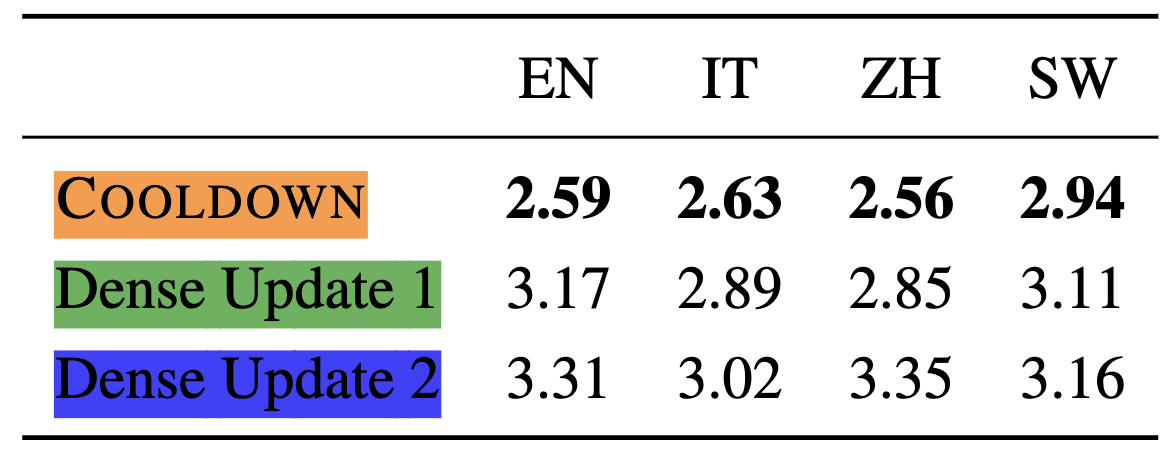 EN IT ZH SW
COOLDOWN 2.59 2.63 2.56 2.94
Dense Update 1 3.17 2.89 2.85 3.11
Dense Update 2 3.31 3.02 3.35 3.16